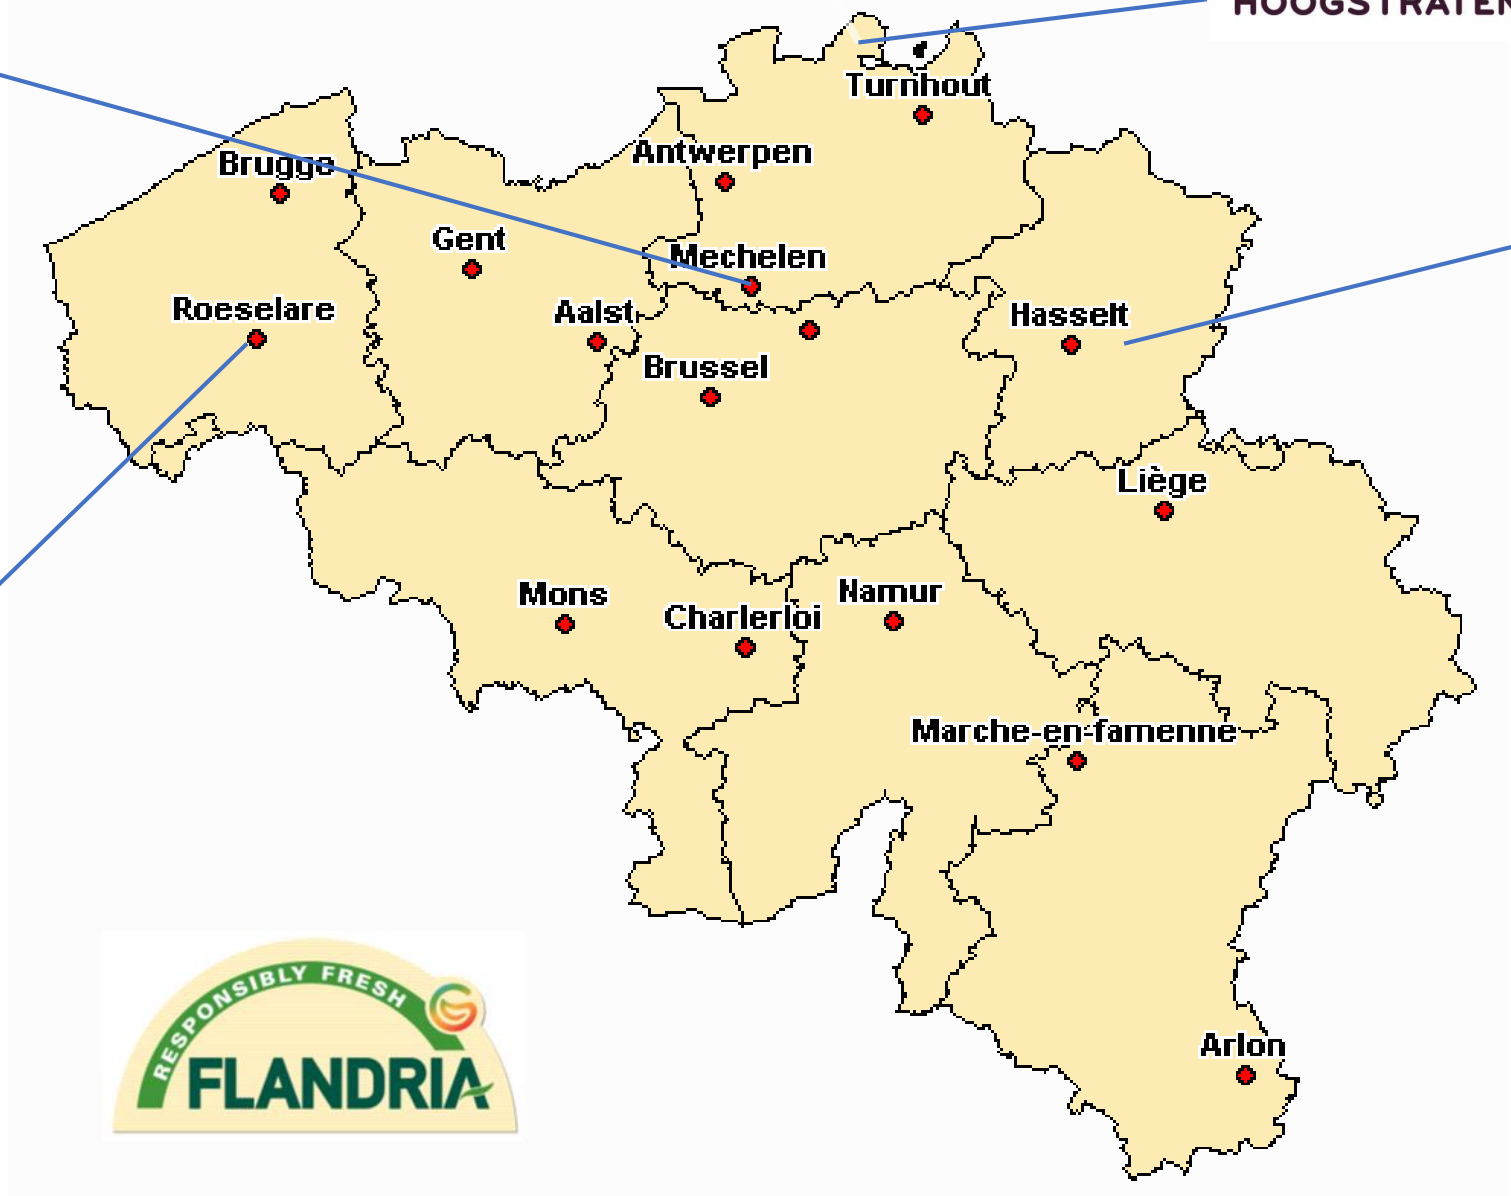 HOOGSTRATEN
Turnhout
Antwerpen
Brugge
Gent
Mechelen
Roeselare
Aalst
Hasselt
Brussel
Liège
Mons
Namur
Charlerloi
Marche-en-famenne
RESPONSIBLY FRESH
FLANDRIA
Arlon